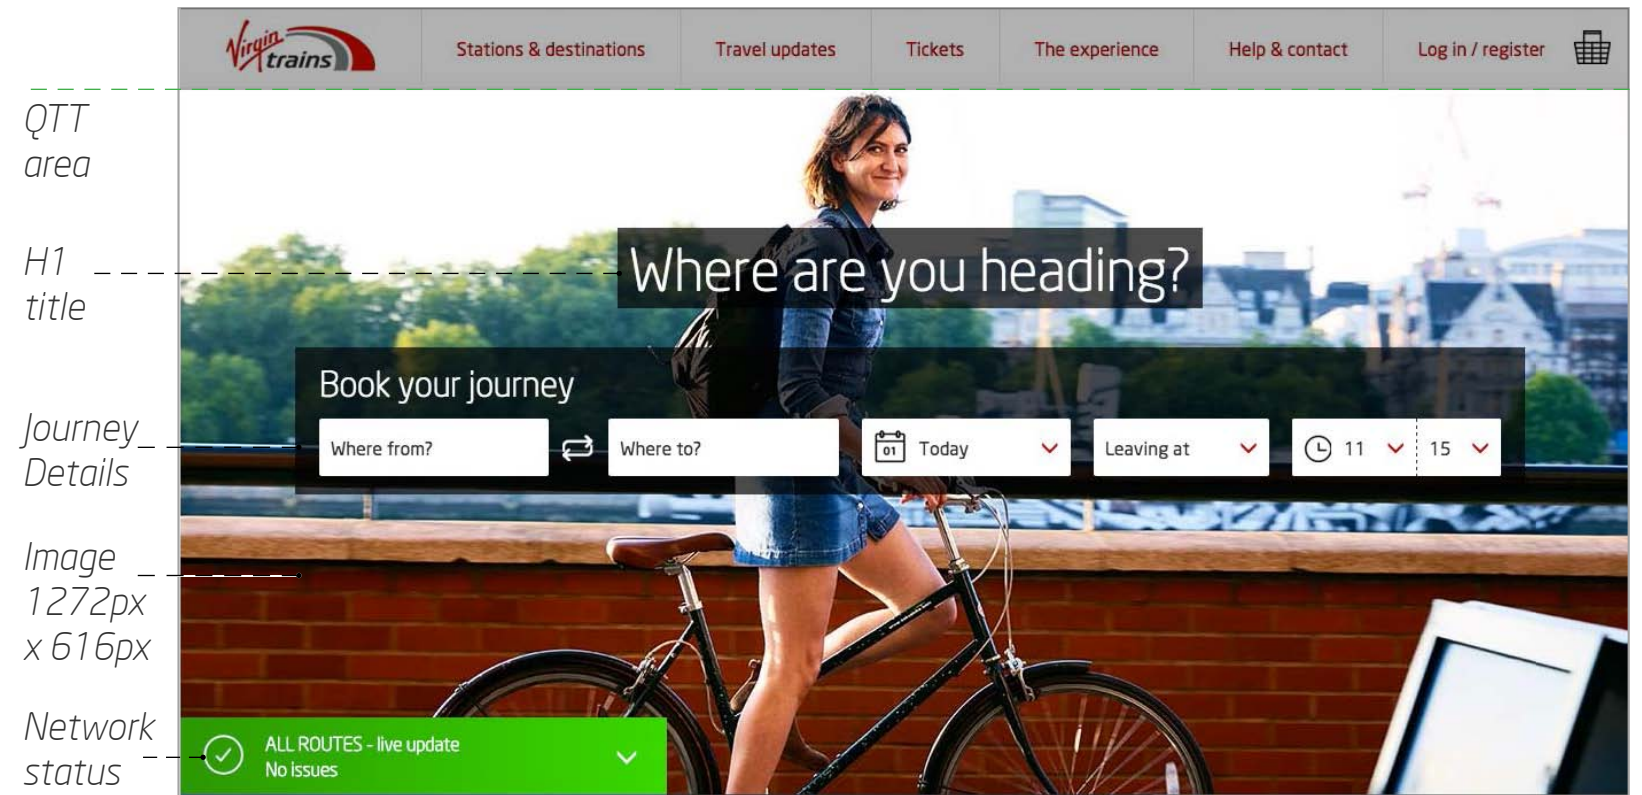 Virgin
trains
Stations & destinations
Travel updates
Tickets
The experience
Help & contact
Log in / register
QTT
area
H1
title
Where are you heading?
Book your journey
Journey
Details
Where from?
Where to?
01
Today
Leaving at
11
15
Image
1272px
x 616px
Network
status
ALL ROUTES - live update
No issues